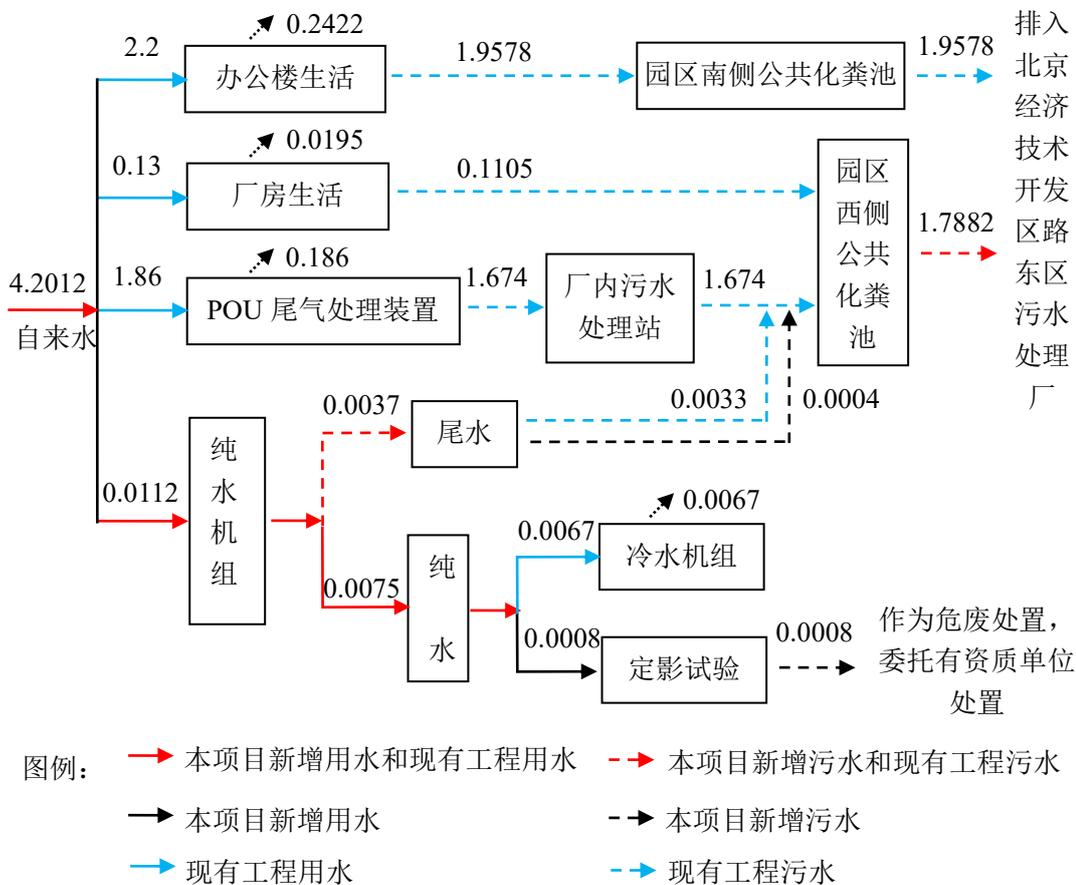 0.2422
2.2
办公楼生活
1.9578
园区南侧公共化粪池
1.9578
排入
北京
经济
技术
开发
区路
东区
污水
处理
厂
0.0195
0.13
厂房生活
0.1105
园区
西侧
公共
化粪
池
1.7882
0.186
4.2012
自来水
1.86
POU 尾气处理装置
1.674
厂内污水
处理站
1.674
0.0037
尾水
0.0033
0.0004
0.0112
纯
水
机
组
0.0075
纯
水
0.0067
0.0067
冷水机组
0.0008
定影试验
0.0008
作为危废处置，
委托有资质单位
处置
图例：
本项目新增用水和现有工程用水
本项目新增污水和现有工程污水
本项目新增用水
本项目新增污水
现有工程用水
现有工程污水